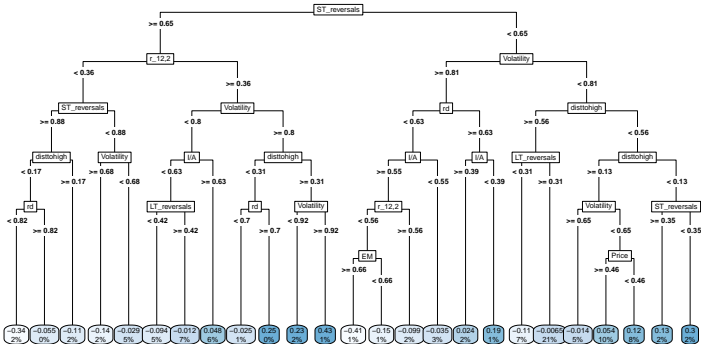 ST_reversals
>= 0.65
< 0.65
r_12,2
Volatility
< 0.36
>= 0.36
>= 0.81
< 0.81
ST_reversals
Volatility
rd
disttohigh
>= 0.88
< 0.88
< 0.8
>= 0.8
< 0.63
>= 0.63
>= 0.56
< 0.56
disttohigh
Volatility
I/A
disttohigh
I/A
I/A
LT_reversals
disttohigh
< 0.17
>= 0.17
>= 0.68
< 0.68
< 0.63
>= 0.63
< 0.31
>= 0.31
>= 0.55
< 0.55
>= 0.39
< 0.39
< 0.31
>= 0.31
>= 0.13
< 0.13
rd
LT_reversals
rd
Volatility
r_12,2
Volatility
ST_reversals
< 0.82
>= 0.82
< 0.42
>= 0.42
< 0.7
>= 0.7
< 0.92
>= 0.92
< 0.56
>= 0.56
>= 0.65
< 0.65
>= 0.35
< 0.35
EM
Price
>= 0.66
< 0.66
>= 0.46
< 0.46
−0.34 −0.055 −0.11 −0.14 −0.029 −0.094 −0.012 0.048 −0.025 0.25 0.23 0.43 −0.41 −0.15 −0.099 −0.035 0.024 0.19 −0.11 −0.0065 −0.014 0.054 0.12 0.13 0.3
2% 0% 2% 2% 5% 5% 7% 6% 1% 0% 2% 1% 1% 1% 2% 3% 2% 1% 7% 21% 5% 10% 8% 2% 2%